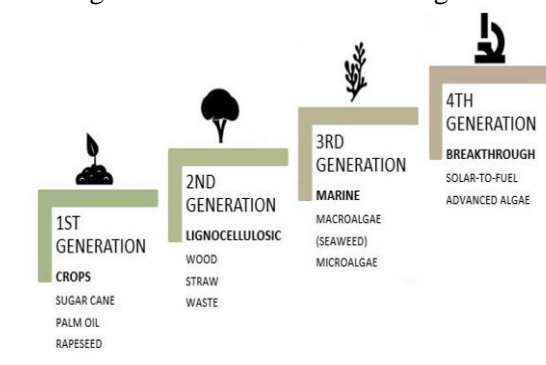 1ST
GENERATION
CROPS
SUGAR CANE
PALM OIL
RAPESEED
2ND
GENERATION
LIGNOCELLULOSIC
WOOD
STRAW
WASTE
3RD
GENERATION
MARINE
MACROALGAE
(SEAWEED)
MICROALGAE
4TH
GENERATION
BREAKTHROUGH
SOLAR-TO-FUEL
ADVANCED ALGAE